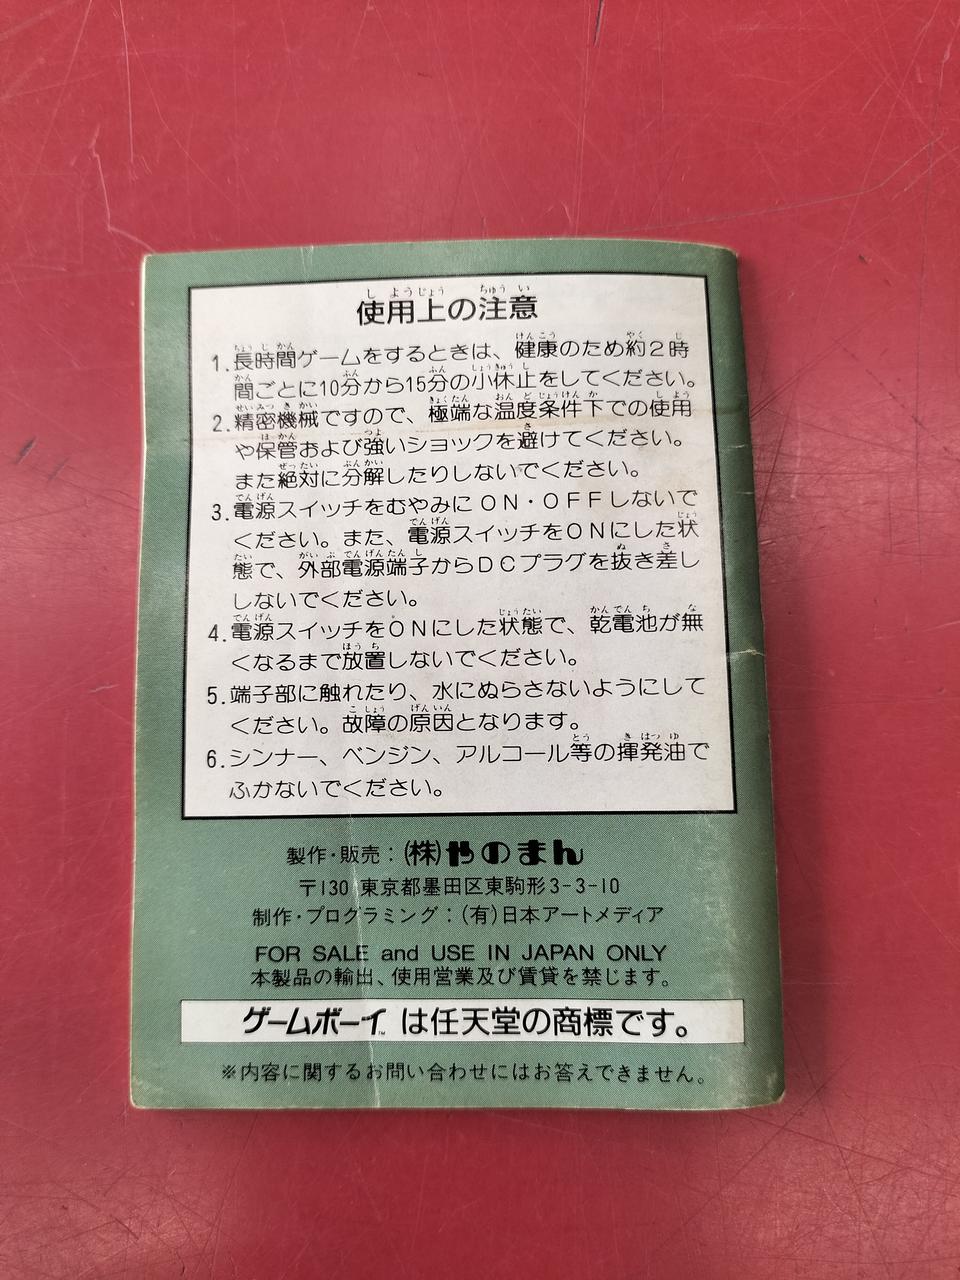 使用上の注意
1.長時間ゲームをするときは、健康のため約2時
間ごとに10分から15分の小休止をしてください。
2.精密機械ですので、極端な温度条件下での使用
や保管および強いショックを避けてください。
また絶対に分解したりしないでください。
3.電源スイッチをむやみにON・OFFしないで
ください。また、電源スイッチをONにした状
態で、外部電源端子からDCプラグを抜き差し
しないでください。
4.電源スイッチをONにした状態で、乾電池が無
くなるまで放置しないでください。
5.端子部に触れたり、水にぬらさないようにして
ください。故障の原因となります。
6.シンナー、ベンジン、アルコール等の揮発油で
ふかないでください。
製作・販売：(株)やのまん
〒130 東京都墨田区東駒形3-3-10
制作・プログラミング：(有)日本アートメディア
FOR SALE and USE IN JAPAN ONLY
本製品の輸出、使用営業及び賃貸を禁じます。
ゲームボーイ™は任天堂の商標です。
※内容に関するお問い合わせにはお答えできません。